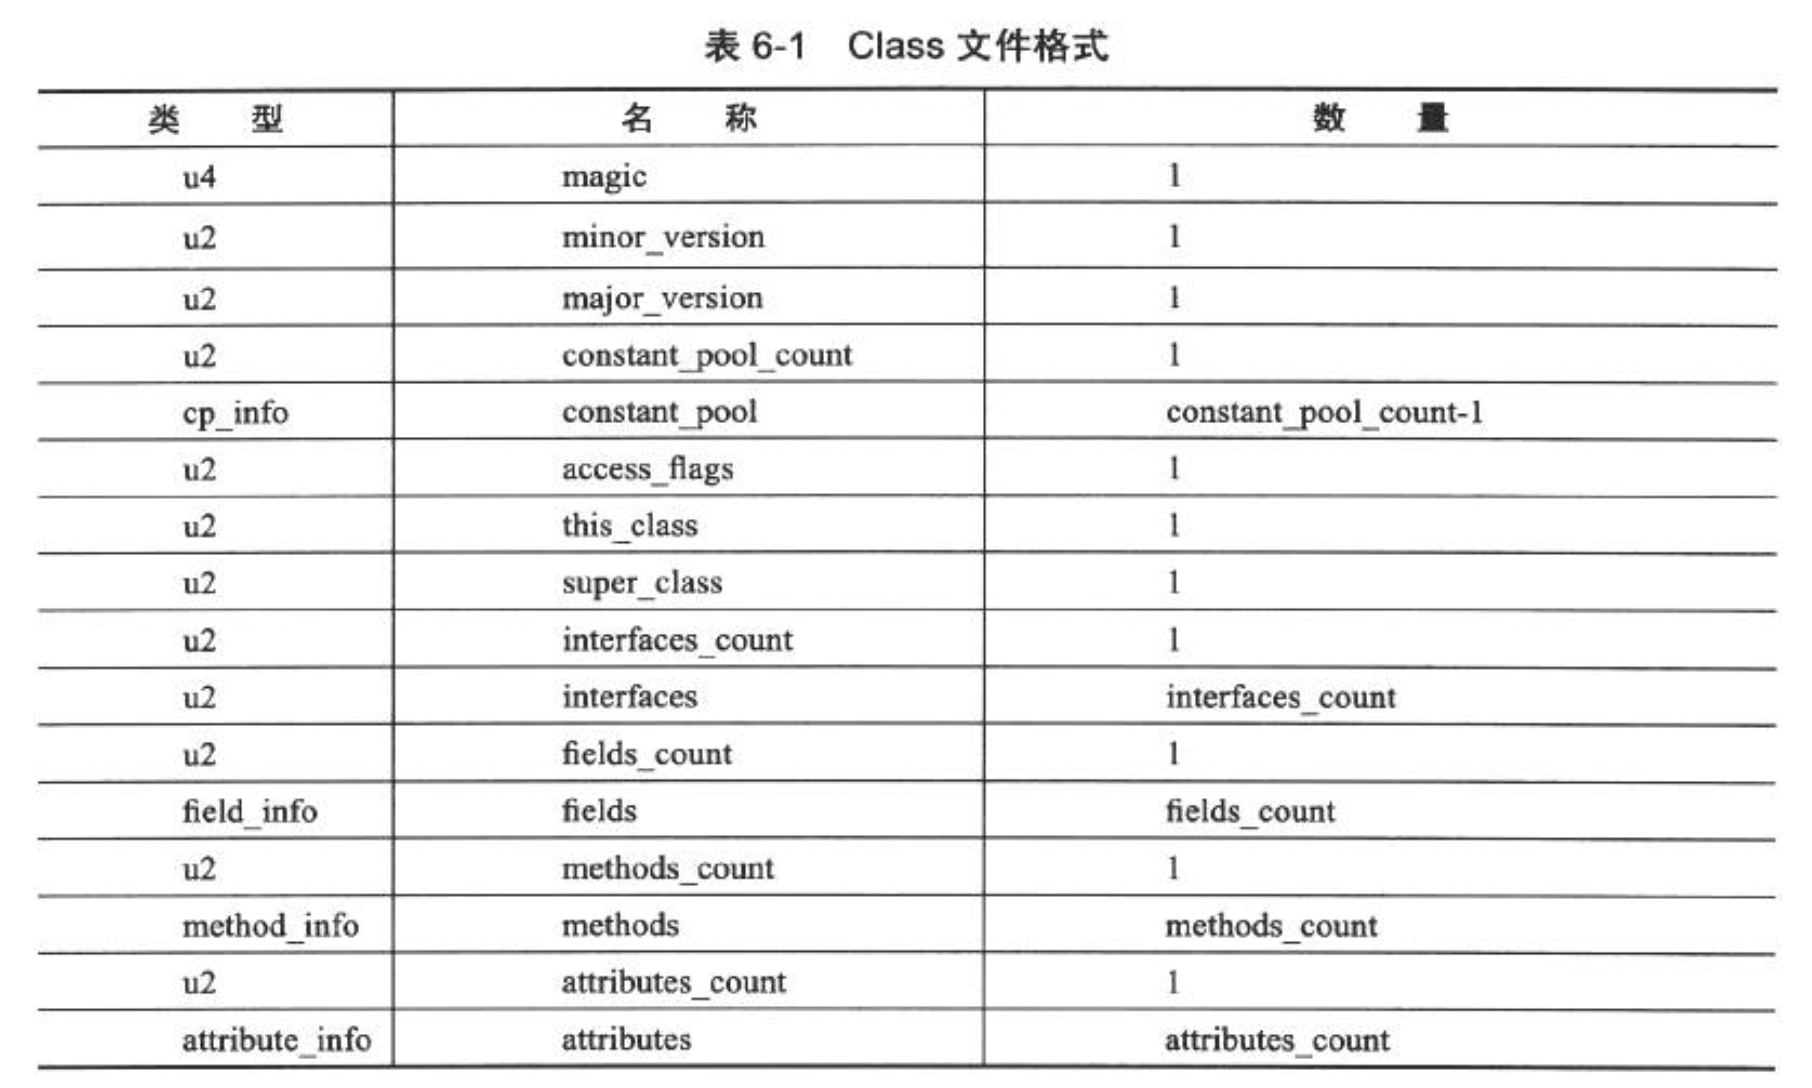 表 6-1 Class 文件格式
类 型 名 称 数 量
u4 magic 1
u2 minor_version 1
u2 major_version 1
u2 constant_pool_count 1
cp_info constant_pool constant_pool_count-1
u2 access_flags 1
u2 this_class 1
u2 super_class 1
u2 interfaces_count 1
u2 interfaces interfaces_count
u2 fields_count 1
field_info fields fields_count
u2 methods_count 1
method_info methods methods_count
u2 attributes_count 1
attribute_info attributes attributes_count